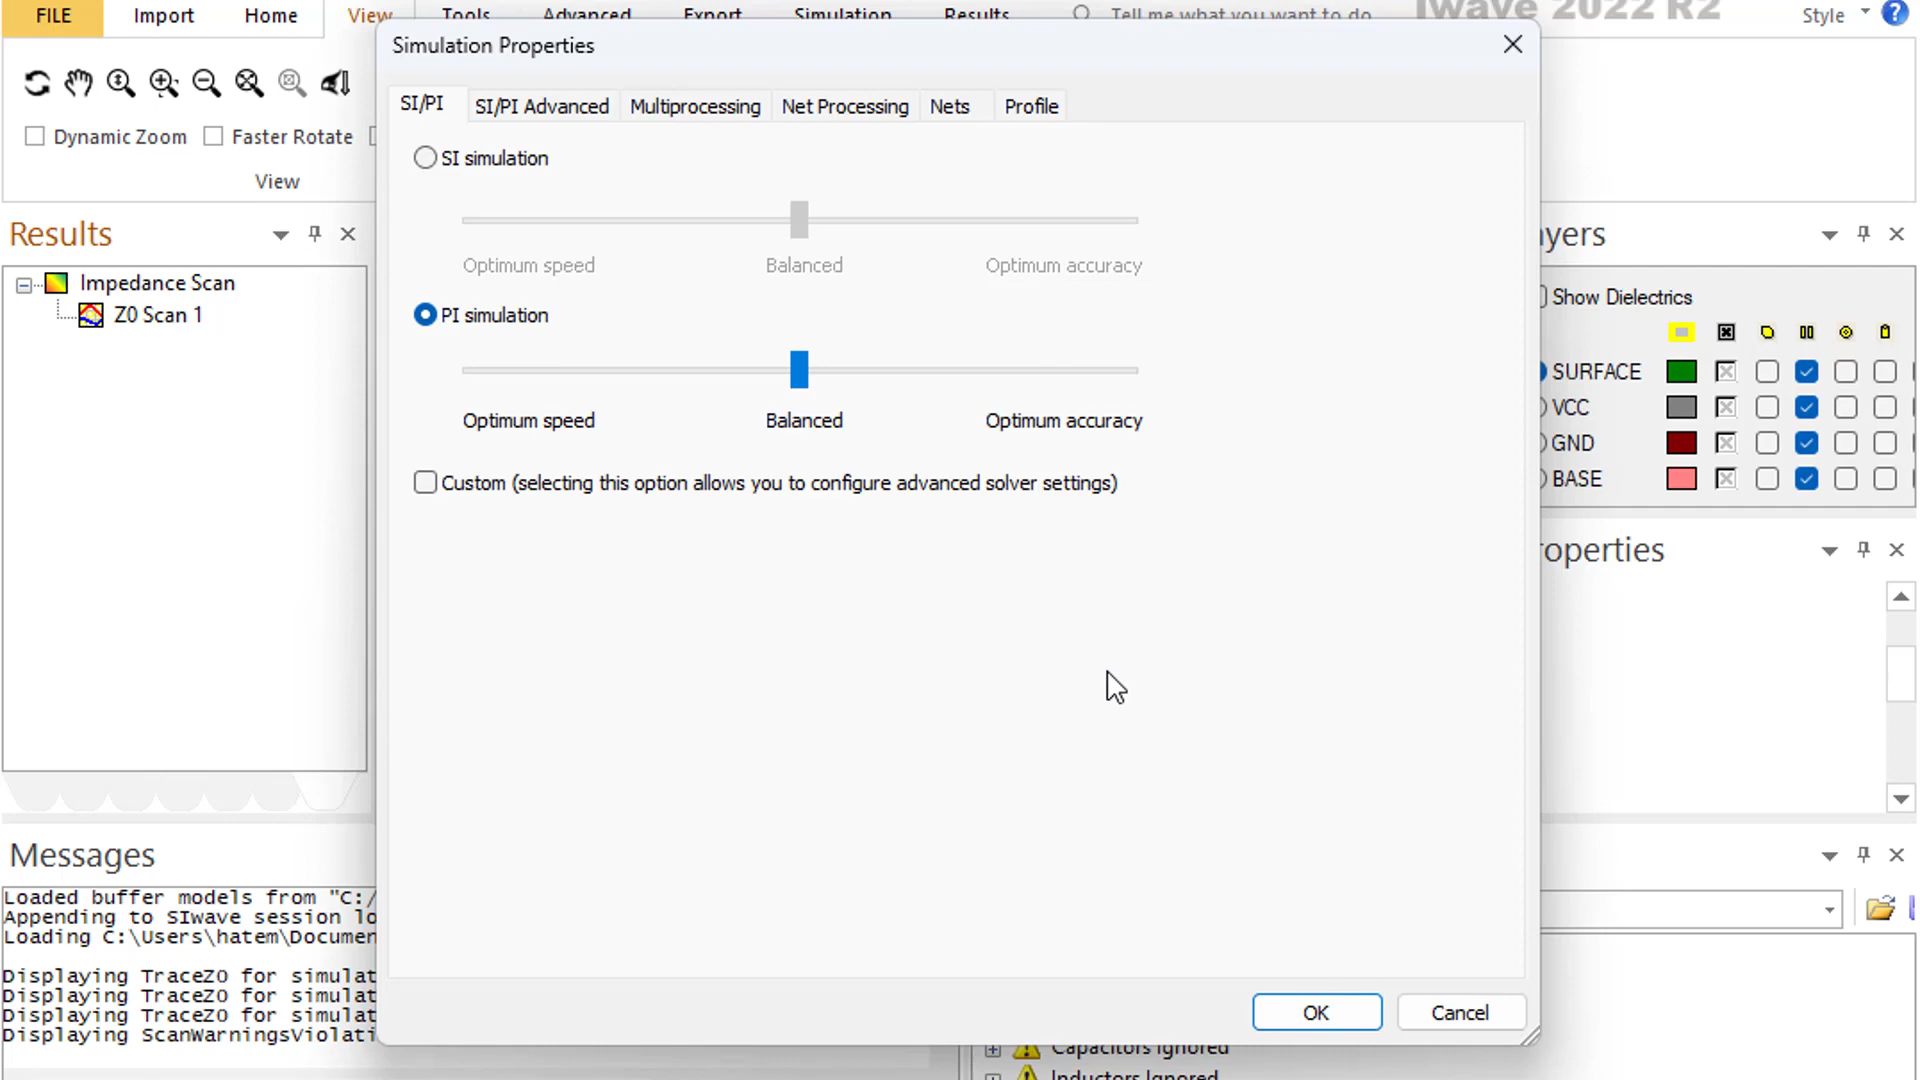 FILE
Import
Home
View
Tools
Advanced
Export
Simulation
Results
Tell me what you want to do
Iwave 2022 R2
Style
Dynamic Zoom
Faster Rotate
View
Simulation Properties
SI/PI
SI/PI Advanced
Multiprocessing
Net Processing
Nets
Profile
SI simulation
Optimum speed
Balanced
Optimum accuracy
PI simulation
Optimum speed
Balanced
Optimum accuracy
Custom (selecting this option allows you to configure advanced solver settings)
OK
Cancel
Results
Impedance Scan
Z0 Scan 1
yers
Show Dielectrics
SURFACE
VCC
GND
BASE
roperties
Messages
Loaded buffer models from "C:/
Appending to SIwave session lo
Loading C:\Users\hatem\Documen
Displaying TraceZ0 for simulat
Displaying TraceZ0 for simulat
Displaying TraceZ0 for simulat
Displaying ScanWarningsViolati
Capacitors Ignored
Inductors Ignored